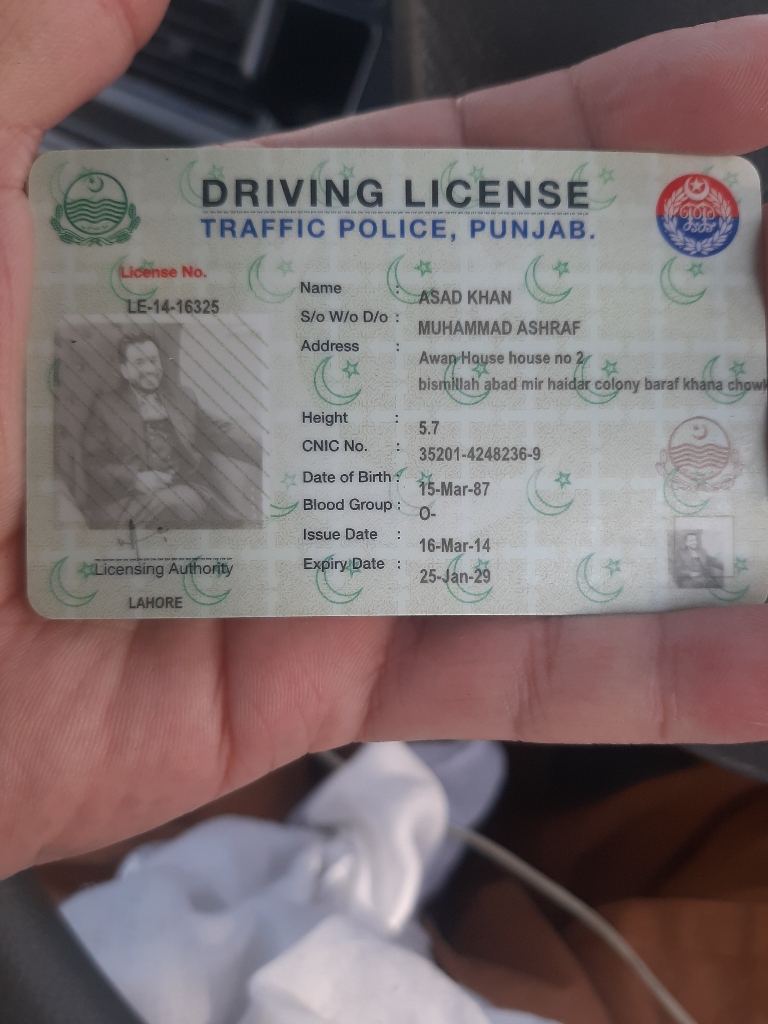 DRIVING LICENSE
TRAFFIC POLICE, PUNJAB.
License No.
LE-14-16325
Name : ASAD KHAN
S/o W/o D/o : MUHAMMAD ASHRAF
Address : Awan House house no 2
bismillah abad mir haidar colony baraf khana chowk
Height : 5.7
CNIC No. : 35201-4248236-9
Date of Birth : 15-Mar-87
Blood Group : O-
Issue Date : 16-Mar-14
Expiry Date : 25-Jan-29
Licensing Authority
LAHORE